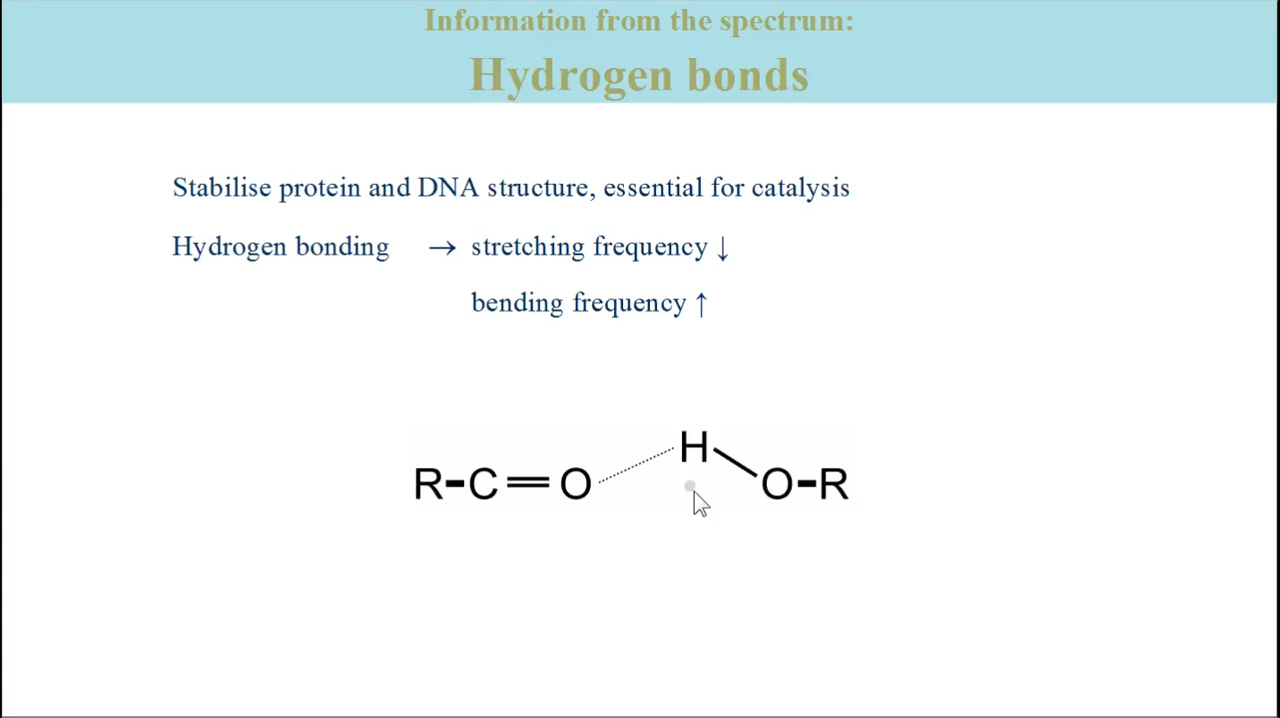 Information from the spectrum:
Hydrogen bonds
Stabilise protein and DNA structure, essential for catalysis
Hydrogen bonding → stretching frequency ↓
bending frequency ↑
H
R-C=O O-R